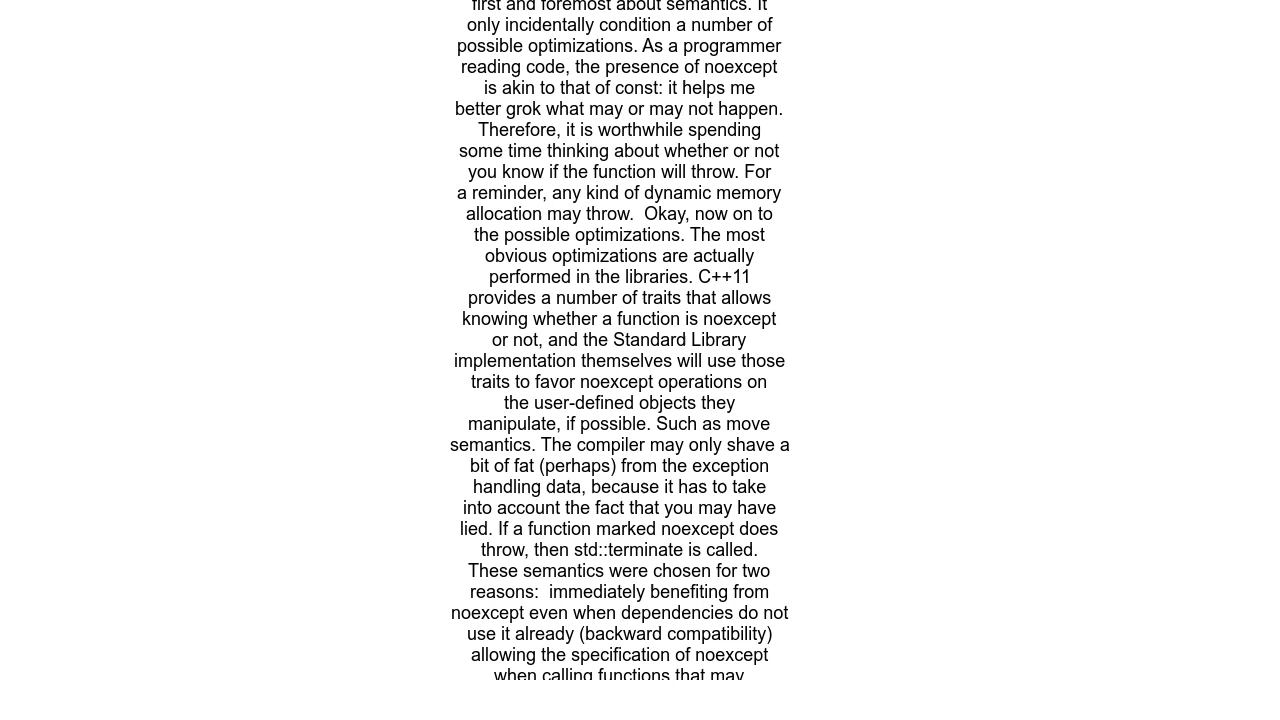 first and foremost about semantics. It
only incidentally condition a number of
possible optimizations. As a programmer
reading code, the presence of noexcept
is akin to that of const: it helps me
better grok what may or may not happen.
Therefore, it is worthwhile spending
some time thinking about whether or not
you know if the function will throw. For
a reminder, any kind of dynamic memory
allocation may throw.  Okay, now on to
the possible optimizations. The most
obvious optimizations are actually
performed in the libraries. C++11
provides a number of traits that allows
knowing whether a function is noexcept
or not, and the Standard Library
implementation themselves will use those
traits to favor noexcept operations on
the user-defined objects they
manipulate, if possible. Such as move
semantics. The compiler may only shave a
bit of fat (perhaps) from the exception
handling data, because it has to take
into account the fact that you may have
lied. If a function marked noexcept does
throw, then std::terminate is called.
These semantics were chosen for two
reasons:  immediately benefiting from
noexcept even when dependencies do not
use it already (backward compatibility)
allowing the specification of noexcept
when calling functions that may